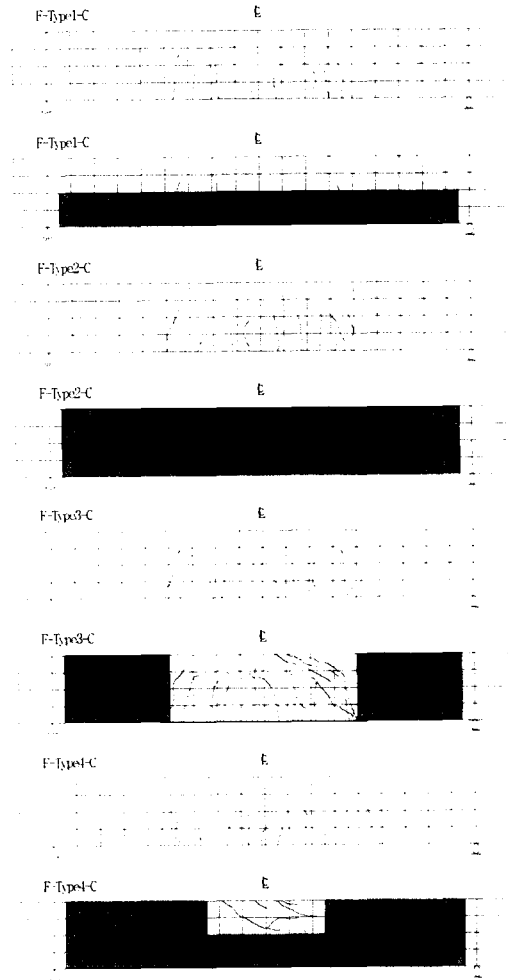 F-Type1-C
℄
F-Type1-C
℄
F-Type2-C
℄
F-Type2-C
℄
F-Type3-C
℄
F-Type3-C
℄
F-Type4-C
℄
F-Type4-C
℄